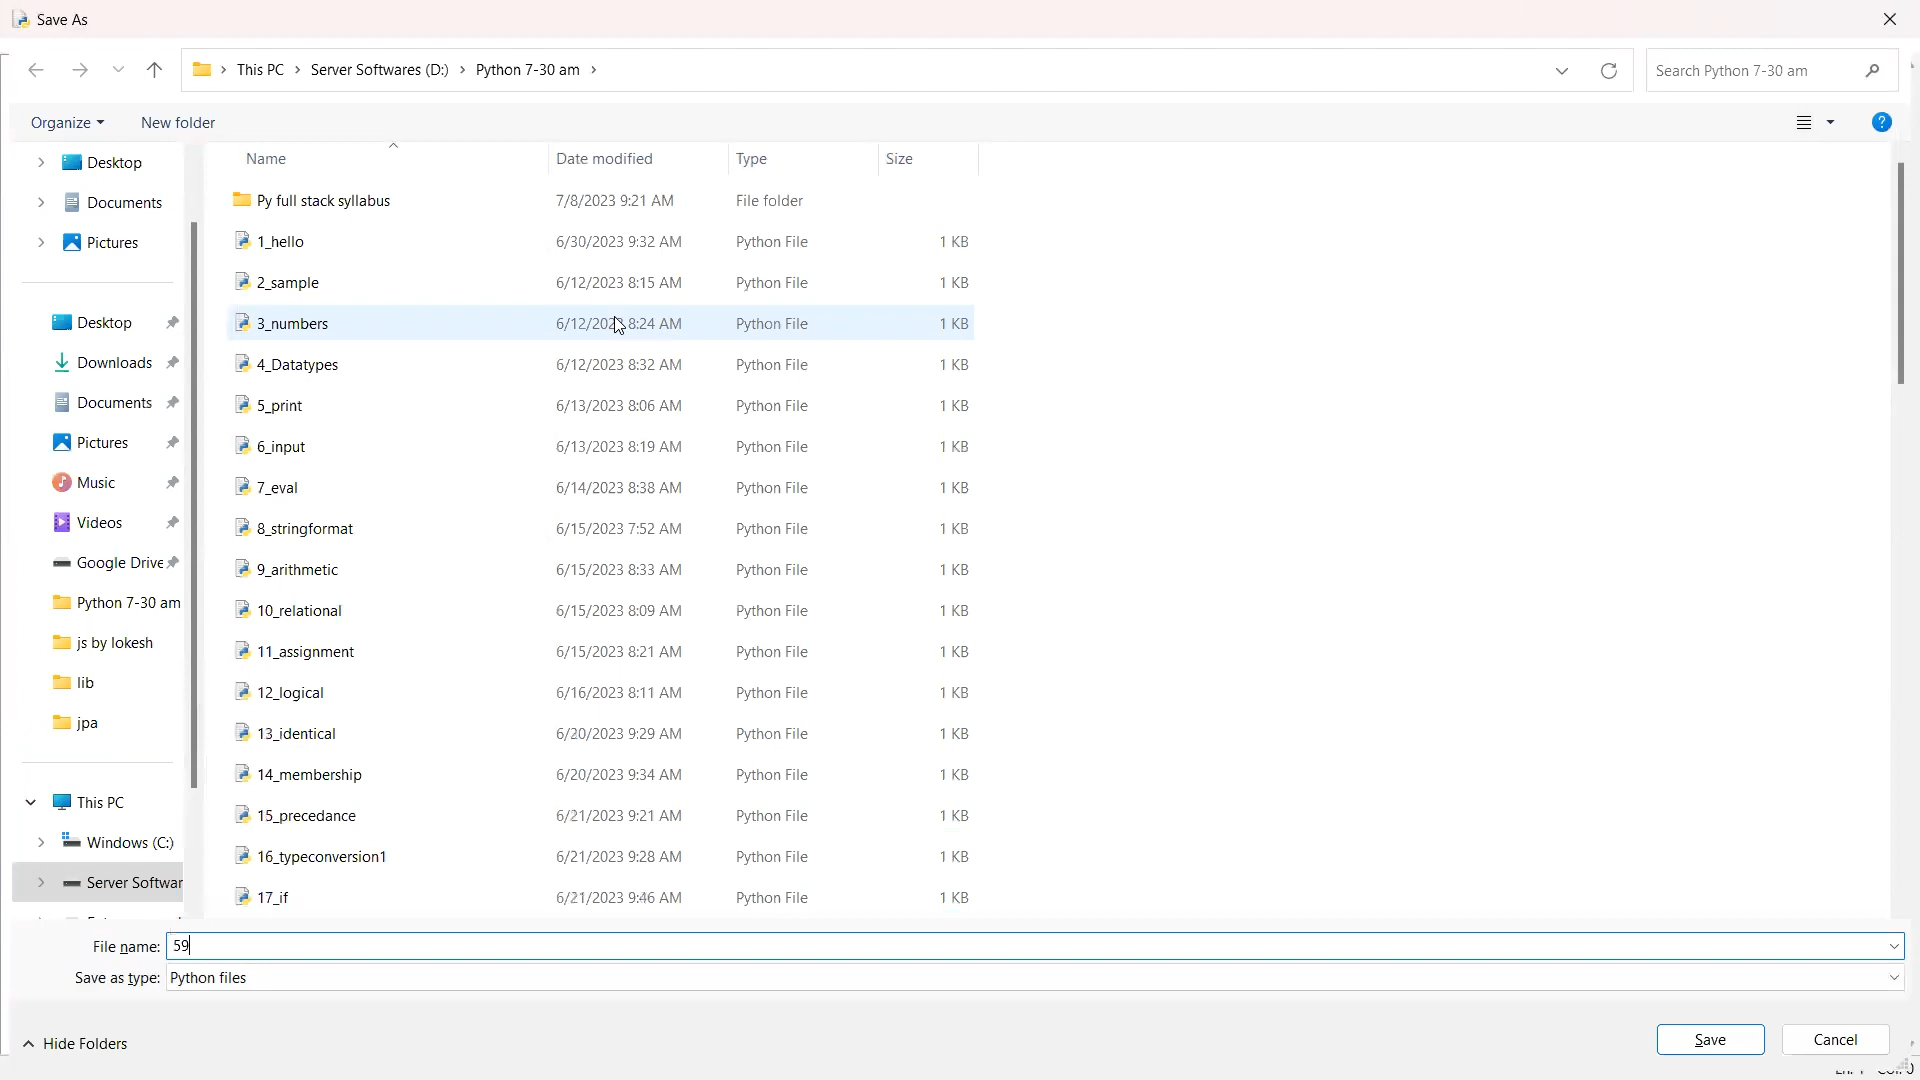 Save As
This PC > Server Softwares (D:) > Python 7-30 am >
Search Python 7-30 am
Organize
New folder
Name Date modified Type Size
Desktop
Documents
Pictures
Desktop
Downloads
Documents
Pictures
Music
Videos
Google Drive
Python 7-30 am
js by lokesh
lib
jpa
This PC
Windows (C:)
Server Softwar
Py full stack syllabus 7/8/2023 9:21 AM File folder
1_hello 6/30/2023 9:32 AM Python File 1 KB
2_sample 6/12/2023 8:15 AM Python File 1 KB
3_numbers 6/12/2023 8:24 AM Python File 1 KB
4_Datatypes 6/12/2023 8:32 AM Python File 1 KB
5_print 6/13/2023 8:06 AM Python File 1 KB
6_input 6/13/2023 8:19 AM Python File 1 KB
7_eval 6/14/2023 8:38 AM Python File 1 KB
8_stringformat 6/15/2023 7:52 AM Python File 1 KB
9_arithmetic 6/15/2023 8:33 AM Python File 1 KB
10_relational 6/15/2023 8:09 AM Python File 1 KB
11_assignment 6/15/2023 8:21 AM Python File 1 KB
12_logical 6/16/2023 8:11 AM Python File 1 KB
13_identical 6/20/2023 9:29 AM Python File 1 KB
14_membership 6/20/2023 9:34 AM Python File 1 KB
15_precedance 6/21/2023 9:21 AM Python File 1 KB
16_typeconversion1 6/21/2023 9:28 AM Python File 1 KB
17_if 6/21/2023 9:46 AM Python File 1 KB
File name: 59
Save as type: Python files
Hide Folders
Save
Cancel